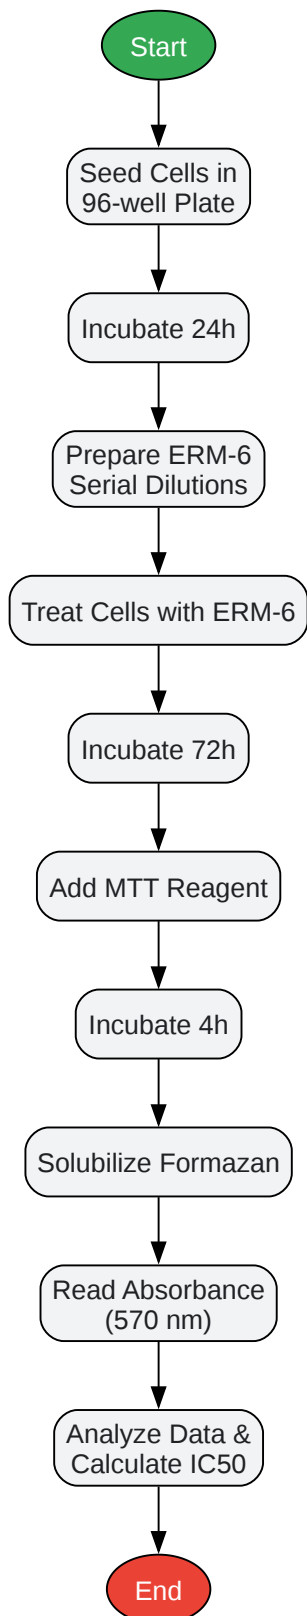 Start
Seed Cells in
96-well Plate
Incubate 24h
Prepare ERM-6
Serial Dilutions
Treat Cells with ERM-6
Incubate 72h
Add MTT Reagent
Incubate 4h
Solubilize Formazan
Read Absorbance
(570 nm)
Analyze Data &
Calculate IC50
End